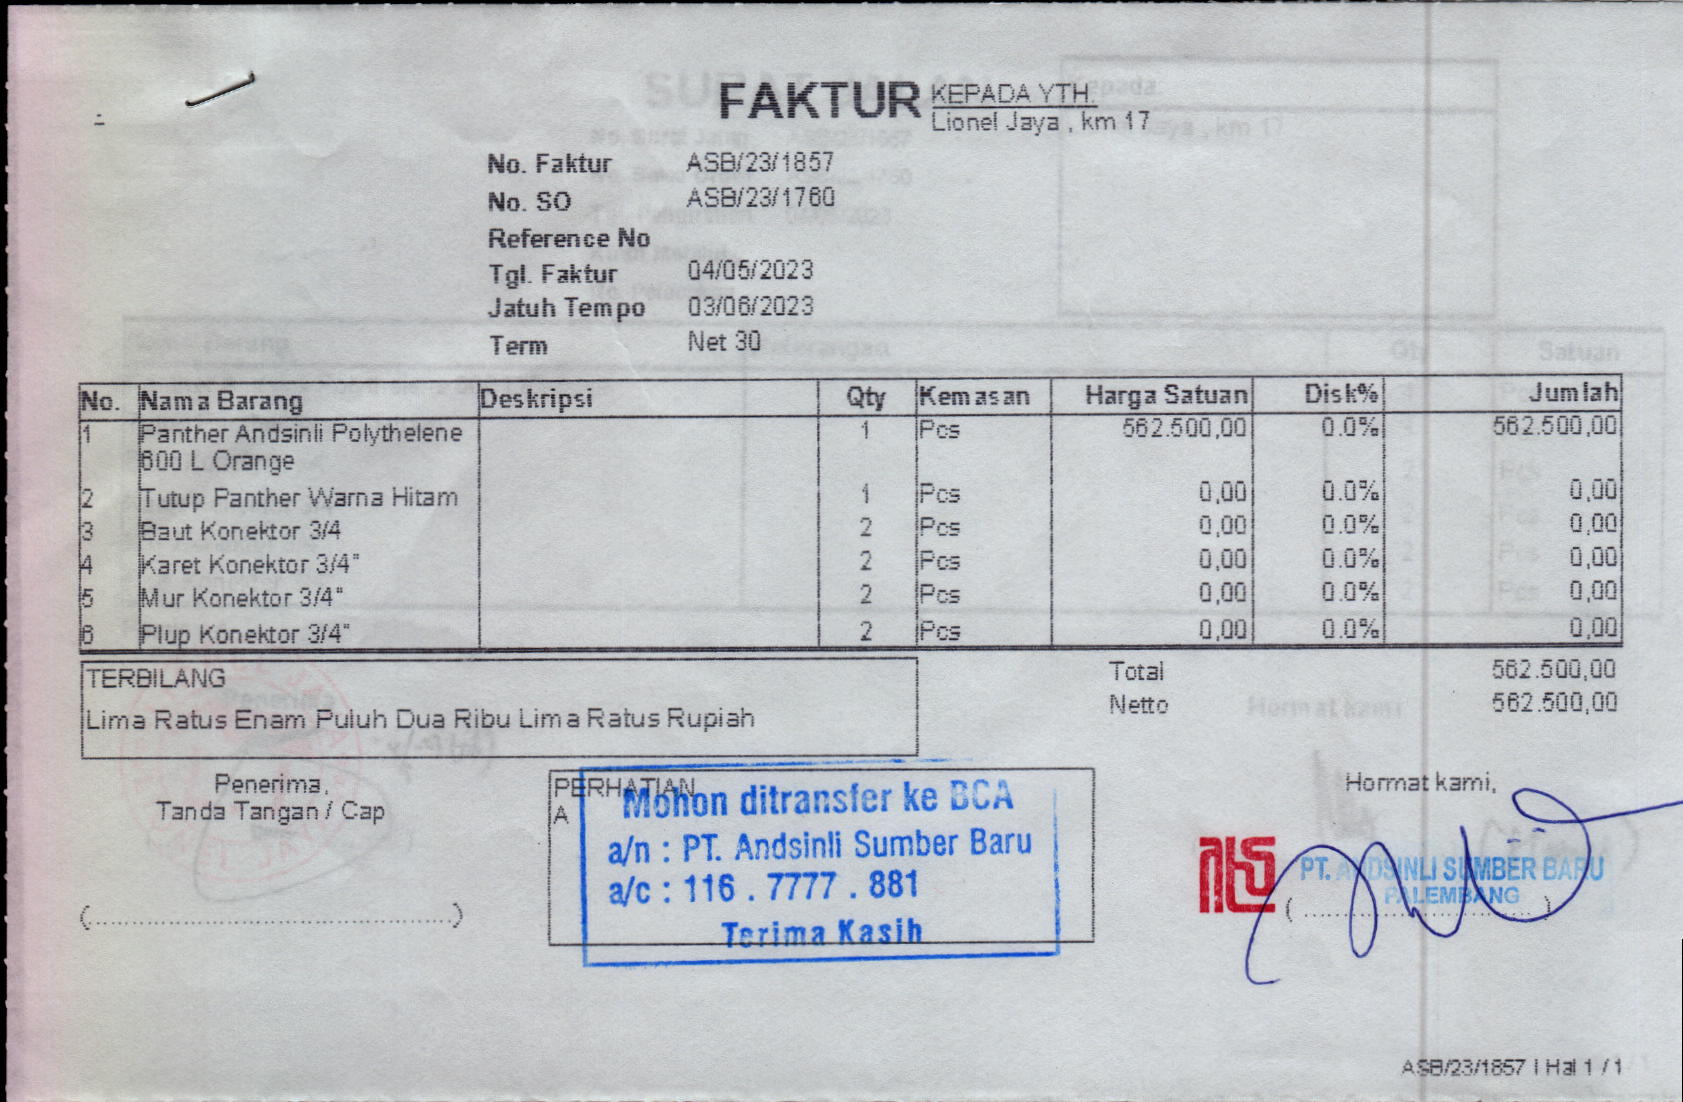 FAKTUR
KEPADA YTH.
Lionel Jaya , km 17
No. Faktur ASB/23/1857
No. SO ASB/23/1760
Reference No
Tgl. Faktur 04/05/2023
Jatuh Tempo 03/06/2023
Term Net 30
No. Nama Barang Deskripsi Qty Kemasan Harga Satuan Disk% Jumlah
1 Panther Andsinli Polythelene 1 Pcs 562.500,00 0.0% 562.500,00
600 L Orange
2 Tutup Panther Warna Hitam 1 Pcs 0,00 0.0% 0,00
3 Baut Konektor 3/4 2 Pcs 0,00 0.0% 0,00
4 Karet Konektor 3/4" 2 Pcs 0,00 0.0% 0,00
5 Mur Konektor 3/4" 2 Pcs 0,00 0.0% 0,00
6 Plup Konektor 3/4" 2 Pcs 0,00 0.0% 0,00
TERBILANG
Lima Ratus Enam Puluh Dua Ribu Lima Ratus Rupiah
Total 562.500,00
Netto 562.500,00
Penerima,
Tanda Tangan / Cap
(....................................................)
PERHATIAN
A
Mohon ditransfer ke BCA
a/n : PT. Andsinli Sumber Baru
a/c : 116 . 7777 . 881
Terima Kasih
Hormat kami,
PT. ANDSINLI SUMBER BARU
PALEMBANG
(....................................)
ASB/23/1857 | Hal 1 / 1